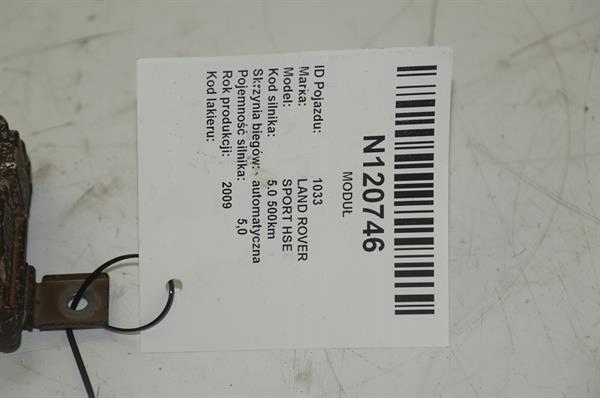 N120746
MODUŁ
ID Pojazdu: 1033
Marka: LAND ROVER
Model: SPORT HSE
Kod silnika: 5.0 500km
Skrzynia biegów: automatyczna
Pojemność silnika: 5,0
Rok produkcji: 2009
Kod lakieru: